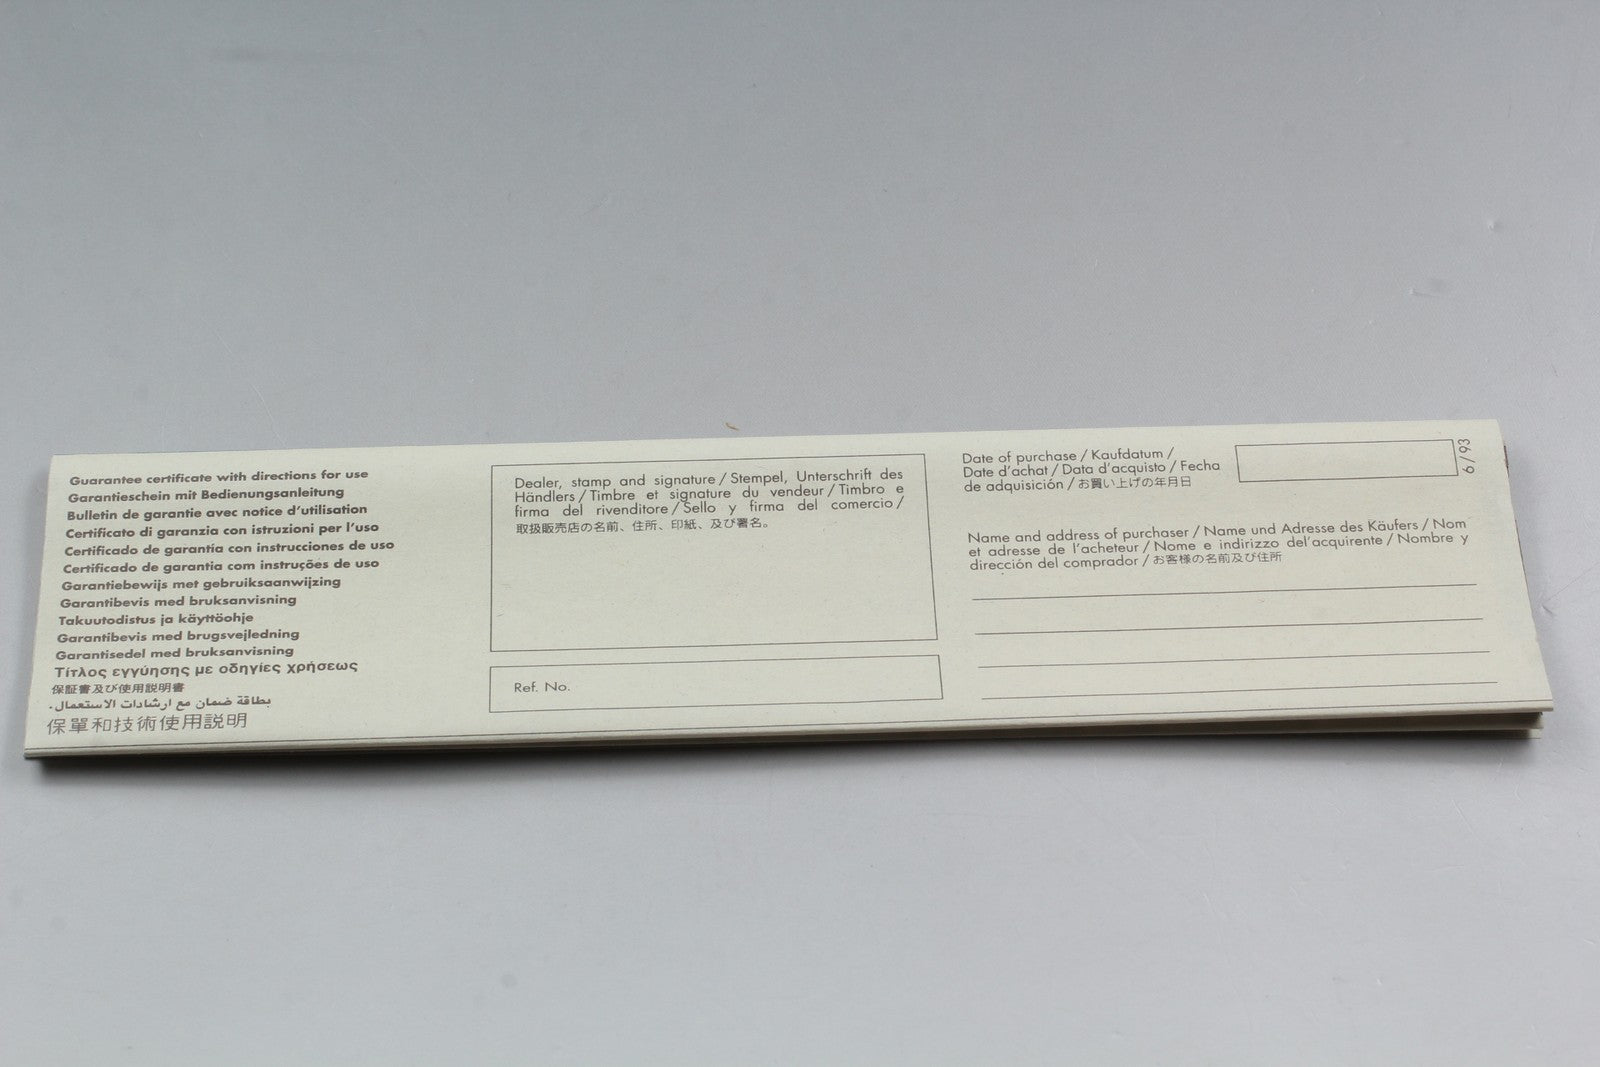 Guarantee certificate with directions for use
Garantieschein mit Bedienungsanleitung
Bulletin de garantie avec notice d'utilisation
Certificato di garanzia con istruzioni per l'uso
Certificado de garantía con instrucciones de uso
Certificado de garantia com instruções de uso
Garantiebewijs met gebruiksaanwijzing
Garantibevis med bruksanvisning
Takuutodistus ja käyttöohje
Garantibevis med brugsvejledning
Garantisedel med bruksanvisning
Τίτλος εγγύησης με οδηγίες χρήσεως
保証書及び使用説明書
بطاقة ضمان مع ارشادات الاستعمال.
保單和技術使用説明
Dealer, stamp and signature / Stempel, Unterschrift des
Händlers / Timbre et signature du vendeur / Timbro e
firma del rivenditore / Sello y firma del comercio /
取扱販売店の名前、住所、印紙、及び署名。
Ref. No.
Date of purchase / Kaufdatum /
Date d'achat / Data d'acquisto / Fecha
de adquisición / お買い上げの年月日
6/93
Name and address of purchaser / Name und Adresse des Käufers / Nom
et adresse de l'acheteur / Nome e indirizzo del'acquirente / Nombre y
dirección del comprador / お客様の名前及び住所